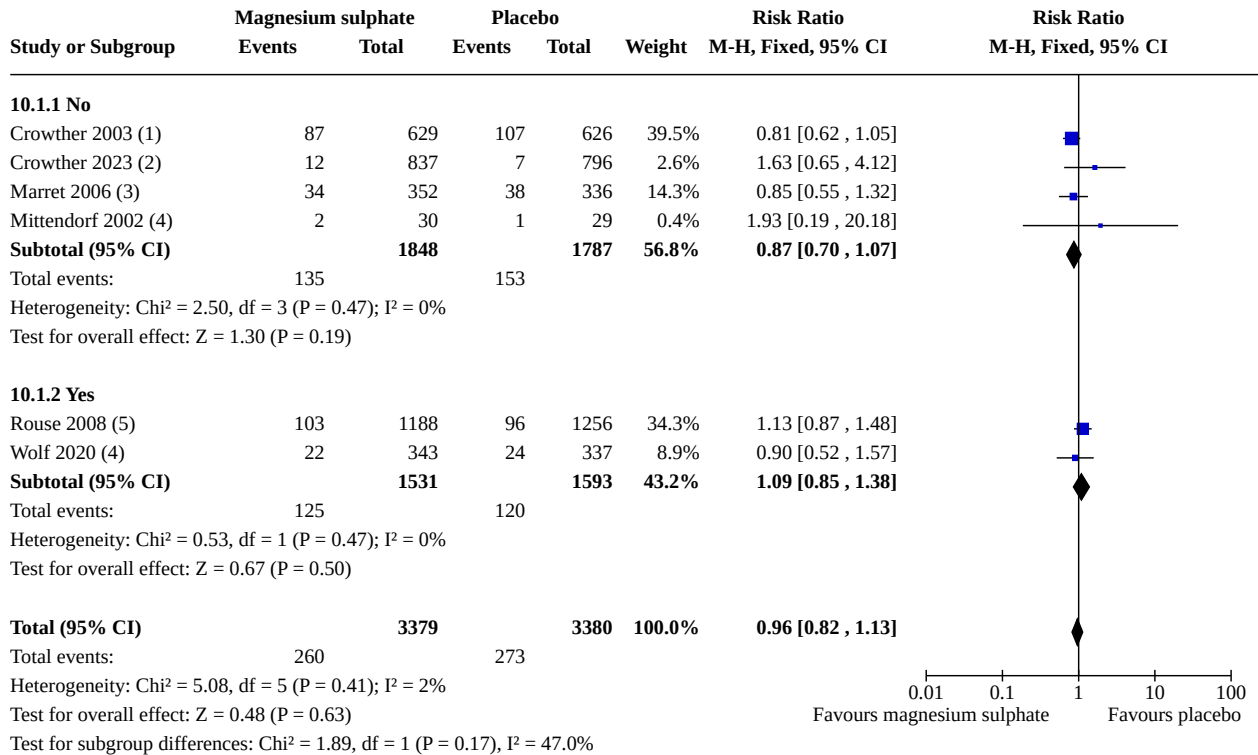 Magnesium sulphate Placebo Risk Ratio Risk Ratio
Study or Subgroup Events Total Events Total Weight M-H, Fixed, 95% CI M-H, Fixed, 95% CI
10.1.1 No
Crowther 2003 (1) 87 629 107 626 39.5% 0.81 [0.62 , 1.05]
Crowther 2023 (2) 12 837 7 796 2.6% 1.63 [0.65 , 4.12]
Marret 2006 (3) 34 352 38 336 14.3% 0.85 [0.55 , 1.32]
Mittendorf 2002 (4) 2 30 1 29 0.4% 1.93 [0.19 , 20.18]
Subtotal (95% CI) 1848 1787 56.8% 0.87 [0.70 , 1.07]
Total events: 135 153
Heterogeneity: Chi² = 2.50, df = 3 (P = 0.47); I² = 0%
Test for overall effect: Z = 1.30 (P = 0.19)
10.1.2 Yes
Rouse 2008 (5) 103 1188 96 1256 34.3% 1.13 [0.87 , 1.48]
Wolf 2020 (4) 22 343 24 337 8.9% 0.90 [0.52 , 1.57]
Subtotal (95% CI) 1531 1593 43.2% 1.09 [0.85 , 1.38]
Total events: 125 120
Heterogeneity: Chi² = 0.53, df = 1 (P = 0.47); I² = 0%
Test for overall effect: Z = 0.67 (P = 0.50)
Total (95% CI) 3379 3380 100.0% 0.96 [0.82 , 1.13]
Total events: 260 273
Heterogeneity: Chi² = 5.08, df = 5 (P = 0.41); I² = 2%
Test for overall effect: Z = 0.48 (P = 0.63)
Test for subgroup differences: Chi² = 1.89, df = 1 (P = 0.17), I² = 47.0%
0.01 0.1 1 10 100
Favours magnesium sulphate Favours placebo